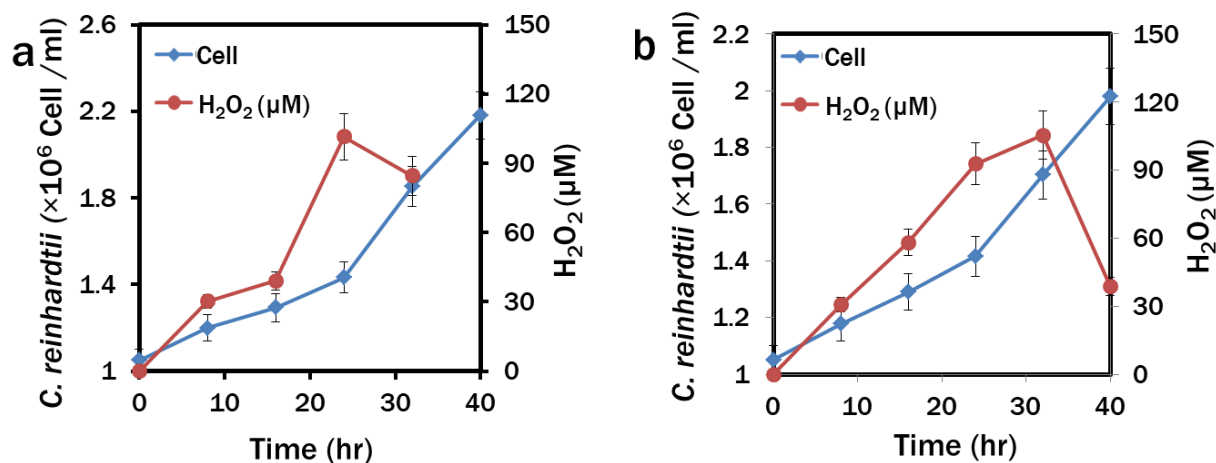 a
C. reinhardtii (×10⁶ Cell /ml)
2.6
2.2
1.8
1.4
1
Cell
H₂O₂ (µM)
150
120
90
60
30
0
H₂O₂ (µM)
0 10 20 30 40
Time (hr)
b
C. reinhardtii (×10⁶ Cell /ml)
2.2
2
1.8
1.6
1.4
1.2
1
Cell
H₂O₂ (µM)
150
120
90
60
30
0
H₂O₂ (µM)
0 10 20 30 40
Time (hr)